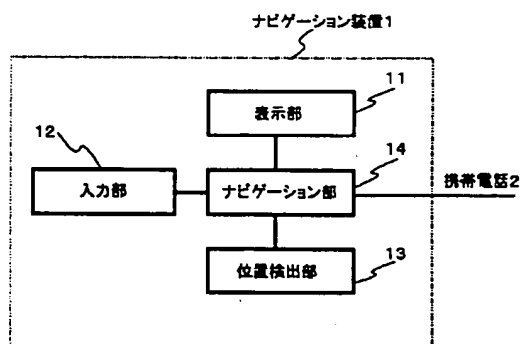 ナビゲーション装置1
11
表示部
12
14
入力部
ナビゲーション部
携帯電話2
位置検出部
13